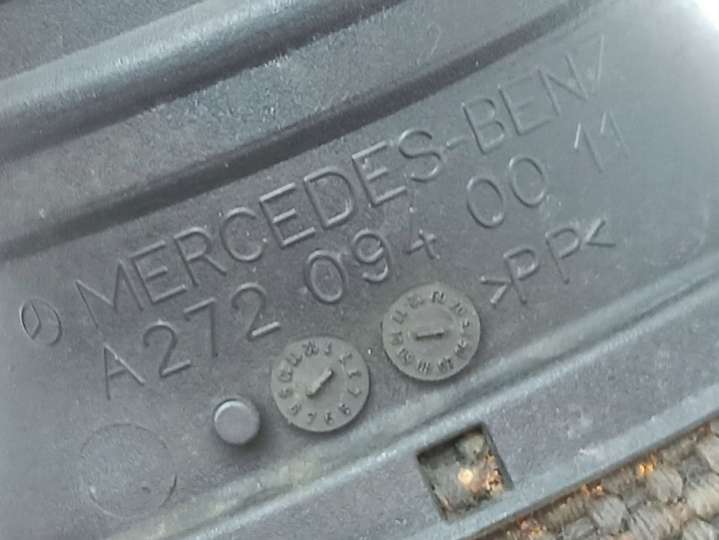 MERCEDES-BENZ
A272 094 00 11
>PP<